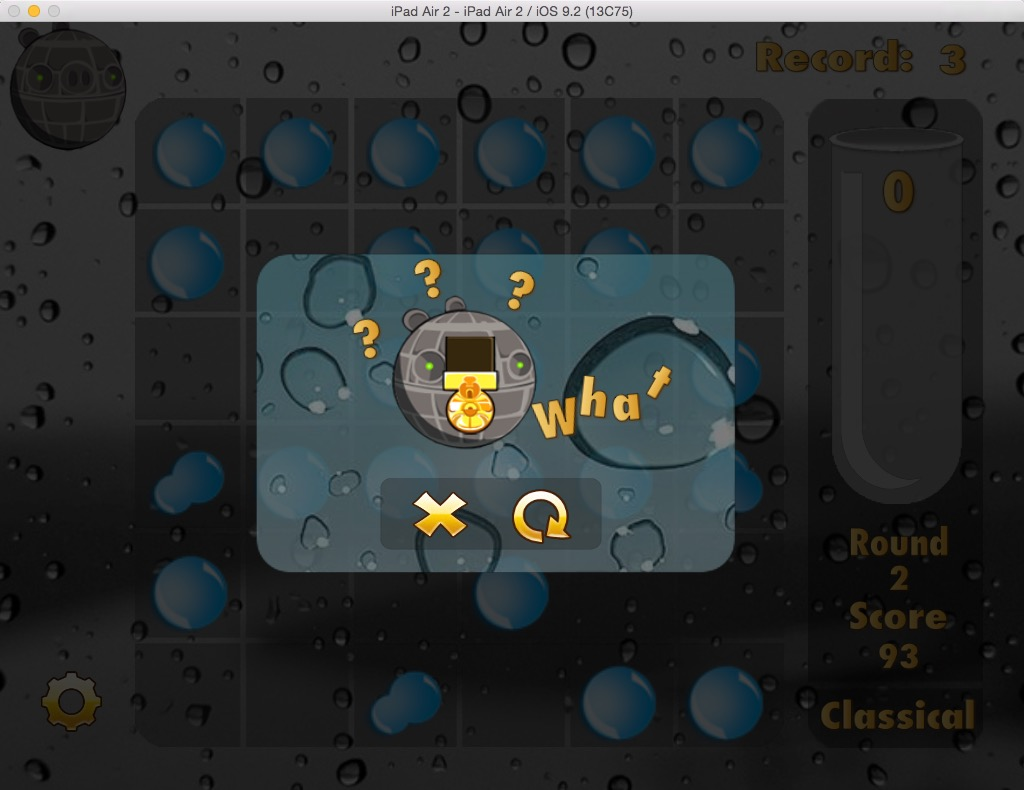 iPad Air 2 - iPad Air 2 / iOS 9.2 (13C75)
Record: 3
0
? ? ?
What
Round
2
Score
93
Classical